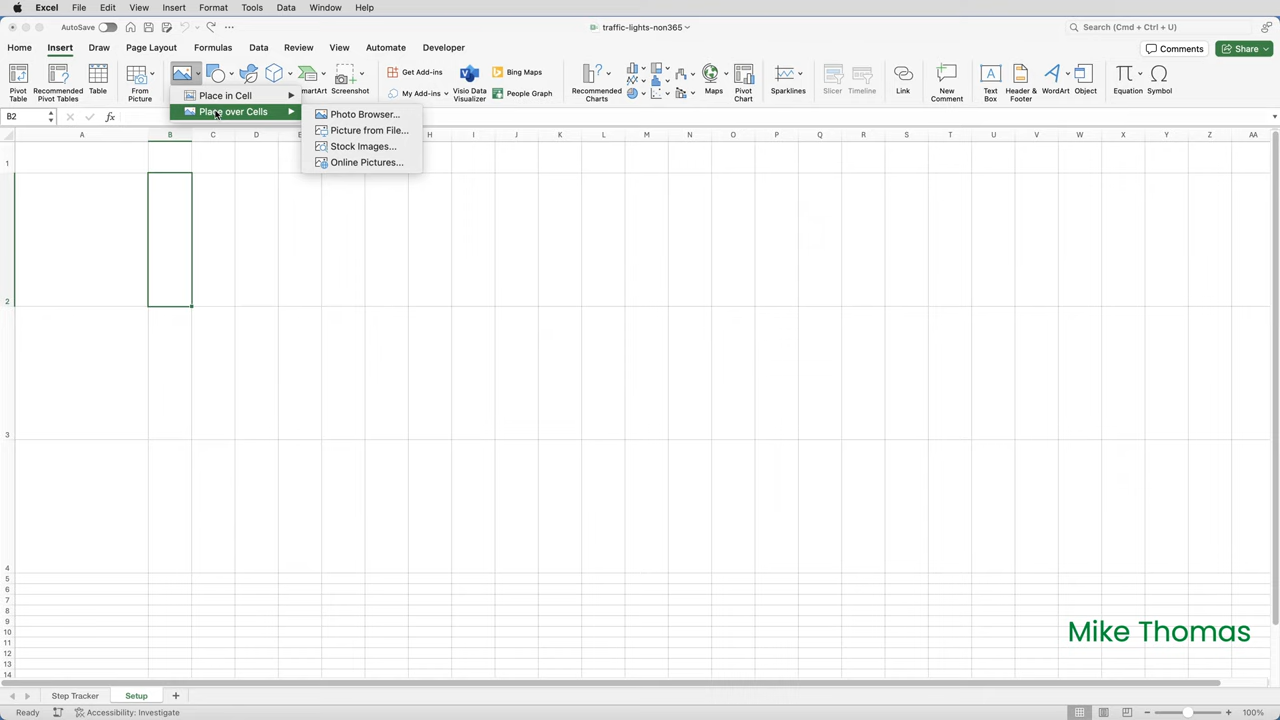 Excel File Edit View Insert Format Tools Data Window Help
AutoSave traffic-lights-non365 Search (Cmd + Ctrl + U)
Home Insert Draw Page Layout Formulas Data Review View Automate Developer Comments Share
Pivot Table
Recommended Pivot Tables
Table
From Picture
SmartArt
Screenshot
Get Add-ins
My Add-ins
Visio Data Visualizer
Bing Maps
People Graph
Recommended Charts
Maps
Pivot Chart
Sparklines
Slicer
Timeline
Link
New Comment
Text Box
Header & Footer
WordArt
Object
Equation
Symbol
Place in Cell
Place over Cells
Photo Browser...
Picture from File...
Stock Images...
Online Pictures...
B2 fx
A B C D E H I J K L M N O P Q R S T U V W X Y Z AA
1
2
3
4
5
6
7
8
9
10
11
12
13
14
Mike Thomas
Step Tracker Setup +
Ready Accessibility: Investigate 100%